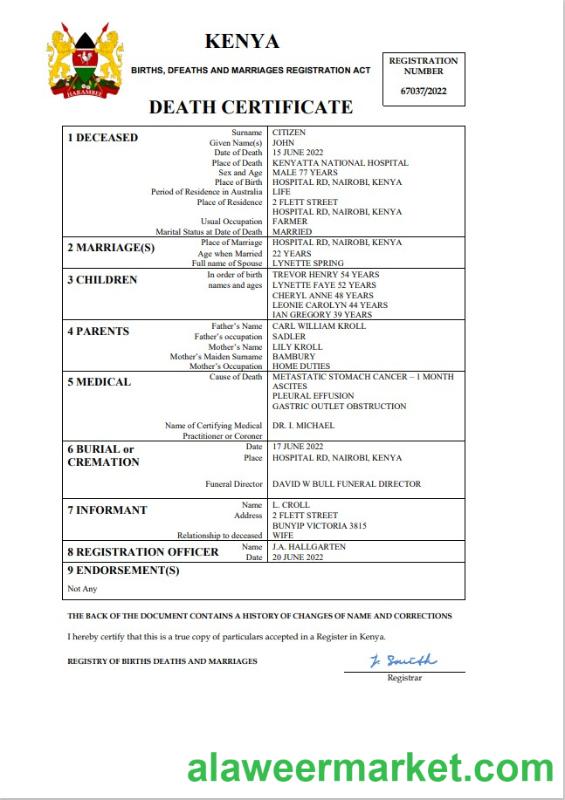 KENYA
BIRTHS, DFEATHS AND MARRIAGES REGISTRATION ACT
REGISTRATION
NUMBER
67037/2022
HARAMBEE
DEATH CERTIFICATE
1 DECEASED
Surname CITIZEN
Given Name(s) JOHN
Date of Death 15 JUNE 2022
Place of Death KENYATTA NATIONAL HOSPITAL
Sex and Age MALE 77 YEARS
Place of Birth HOSPITAL RD, NAIROBI, KENYA
Period of Residence in Australia LIFE
Place of Residence 2 FLETT STREET
HOSPITAL RD, NAIROBI, KENYA
Usual Occupation FARMER
Marital Status at Date of Death MARRIED
2 MARRIAGE(S)
Place of Marriage HOSPITAL RD, NAIROBI, KENYA
Age when Married 22 YEARS
Full name of Spouse LYNETTE SPRING
3 CHILDREN
In order of birth TREVOR HENRY 54 YEARS
names and ages LYNETTE FAYE 52 YEARS
CHERYL ANNE 48 YEARS
LEONIE CAROLYN 44 YEARS
IAN GREGORY 39 YEARS
4 PARENTS
Father's Name CARL WILLIAM KROLL
Father's occupation SADLER
Mother's Name LILY KROLL
Mother's Maiden Surname BAMBURY
Mother's Occupation HOME DUTIES
5 MEDICAL
Cause of Death METASTATIC STOMACH CANCER – 1 MONTH
ASCITES
PLEURAL EFFUSION
GASTRIC OUTLET OBSTRUCTION
Name of Certifying Medical DR. I. MICHAEL
Practitioner or Coroner
6 BURIAL or
CREMATION
Date 17 JUNE 2022
Place HOSPITAL RD, NAIROBI, KENYA
Funeral Director DAVID W BULL FUNERAL DIRECTOR
7 INFORMANT
Name L. CROLL
Address 2 FLETT STREET
BUNYIP VICTORIA 3815
Relationship to deceased WIFE
8 REGISTRATION OFFICER
Name J.A. HALLGARTEN
Date 20 JUNE 2022
9 ENDORSEMENT(S)
Not Any
THE BACK OF THE DOCUMENT CONTAINS A HISTORY OF CHANGES OF NAME AND CORRECTIONS
I hereby certify that this is a true copy of particulars accepted in a Register in Kenya.
REGISTRY OF BIRTHS DEATHS AND MARRIAGES
J. Smith
Registrar
alaweermarket.com